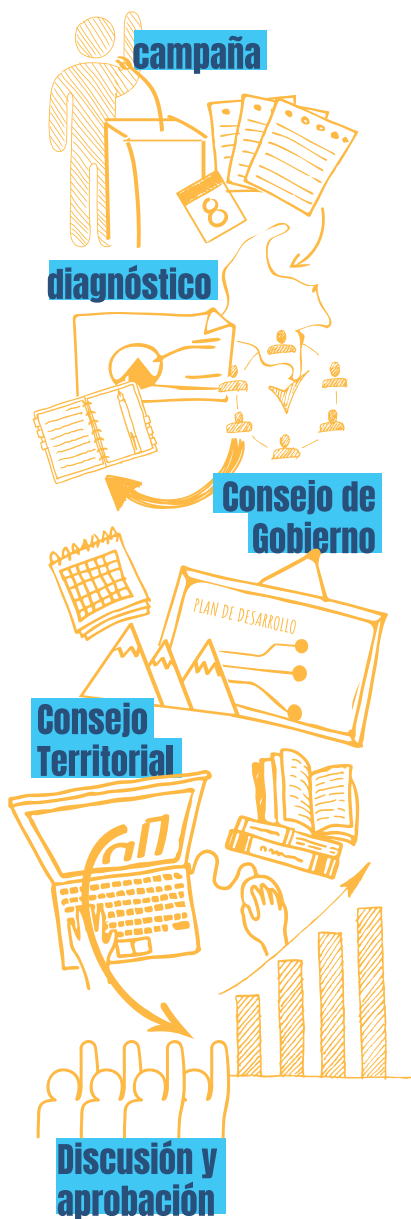 campaña
8
diagnóstico
Consejo de
Gobierno
PLAN DE DESARROLLO
Consejo
Territorial
Discusión y
aprobación